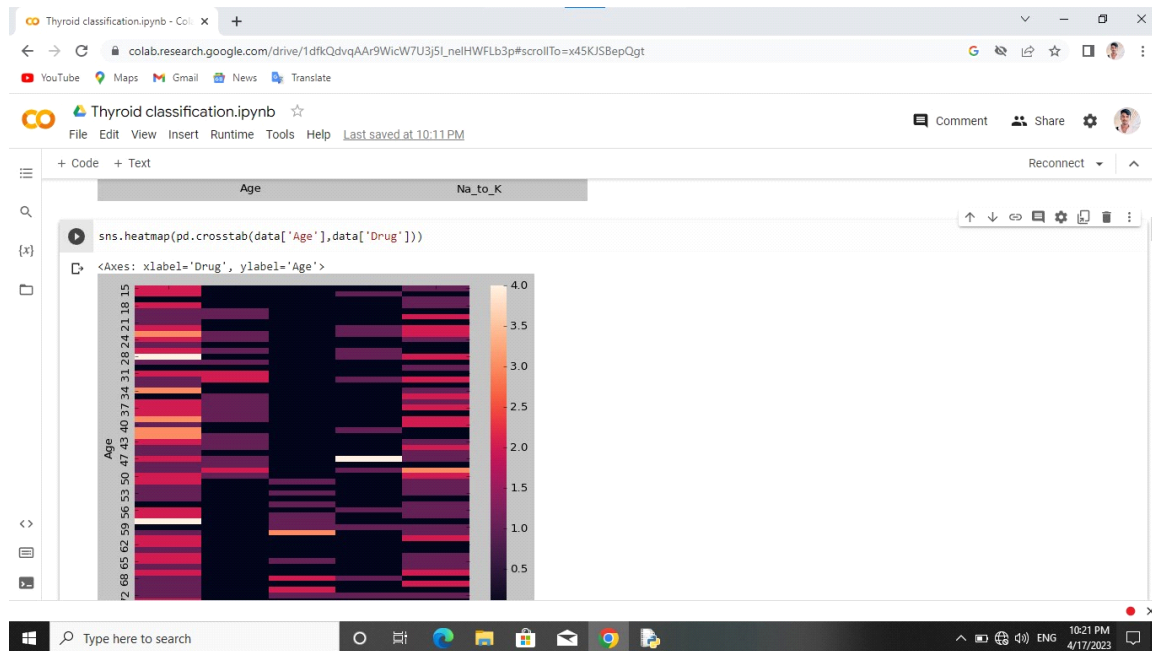 Thyroid classification.ipynb - Col
colab.research.google.com/drive/1dfkQdvqAAr9WicW7U3j5I_nelHWFLb3p#scrollTo=x45KJSBepQgt
YouTube Maps Gmail News Translate
Thyroid classification.ipynb
File Edit View Insert Runtime Tools Help Last saved at 10:11 PM
Comment Share
+ Code + Text
Reconnect
Age Na_to_K
{x}
sns.heatmap(pd.crosstab(data['Age'],data['Drug']))
<Axes: xlabel='Drug', ylabel='Age'>
Age
15
18
21
24
28
31
34
37
40
43
47
50
53
56
59
62
65
68
72
4.0
3.5
3.0
2.5
2.0
1.5
1.0
0.5
Type here to search
ENG
10:21 PM
4/17/2023